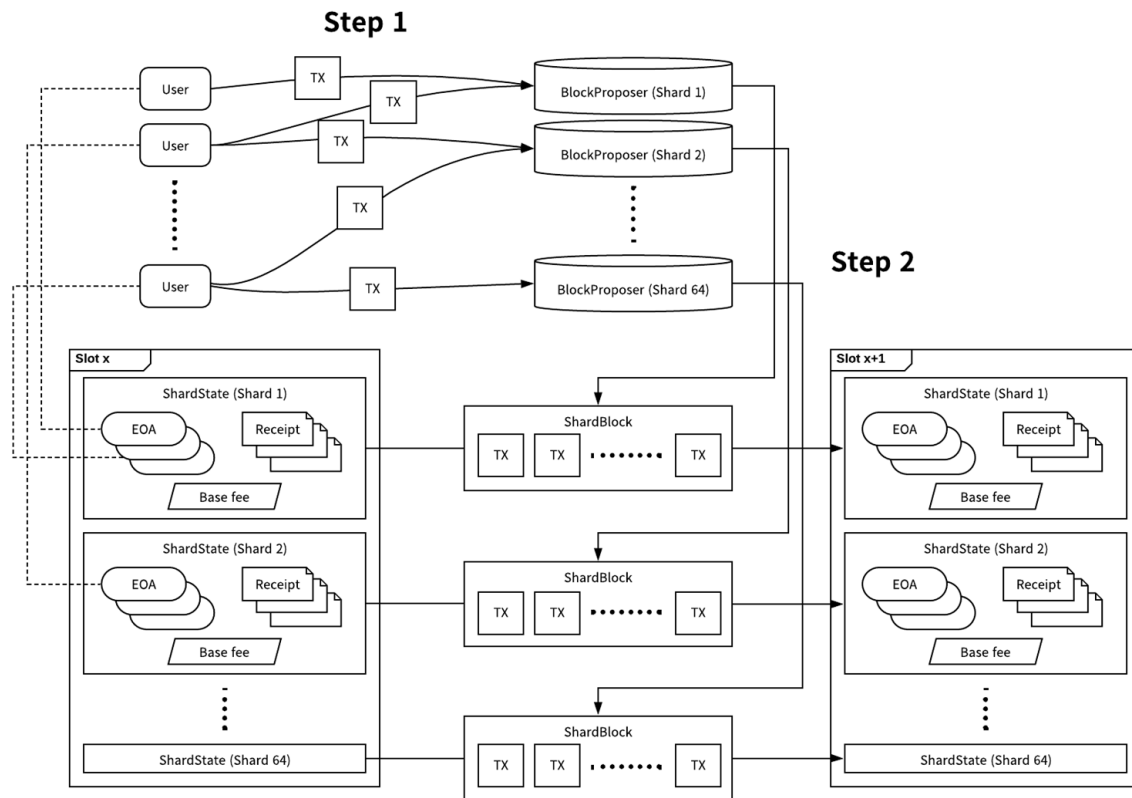 Step 1
User
TX
BlockProposer (Shard 1)
TX
User
TX
BlockProposer (Shard 2)
TX
User
TX
BlockProposer (Shard 64)
Step 2
Slot x
ShardState (Shard 1)
EOA
Receipt
Base fee
ShardState (Shard 2)
EOA
Receipt
Base fee
ShardState (Shard 64)
ShardBlock
TX TX TX
ShardBlock
TX TX TX
ShardBlock
TX TX TX
Slot x+1
ShardState (Shard 1)
EOA
Receipt
Base fee
ShardState (Shard 2)
EOA
Receipt
Base fee
ShardState (Shard 64)